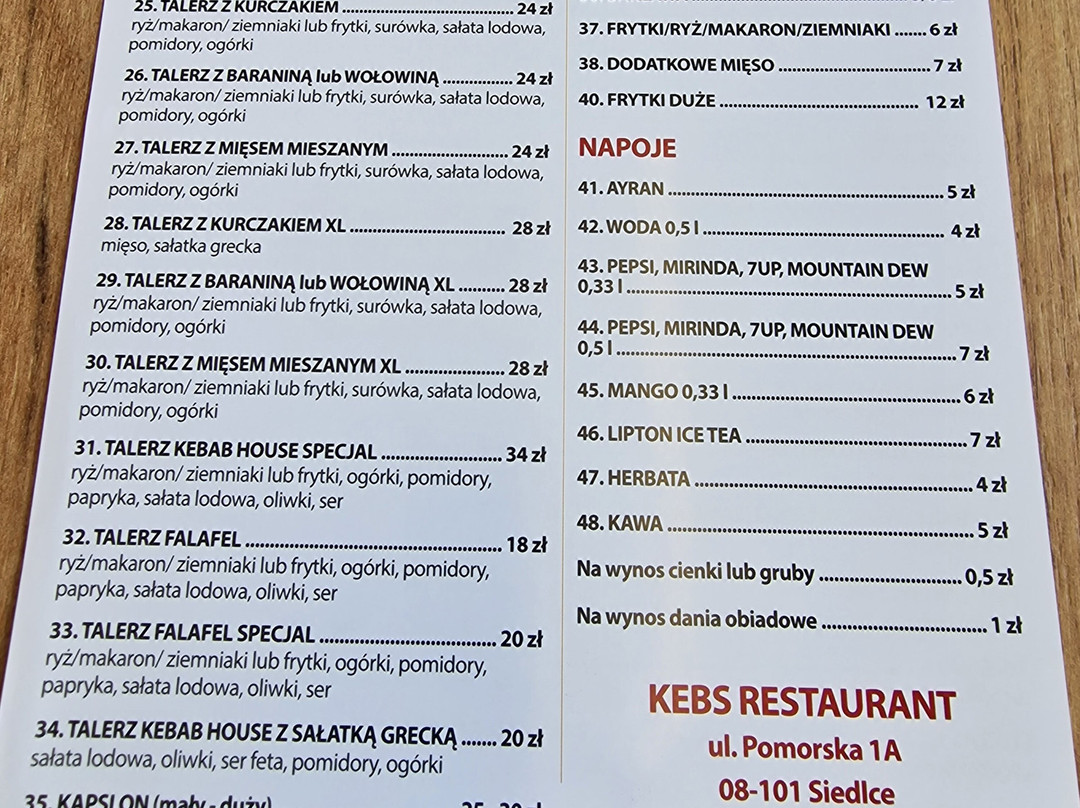 25. TALERZ Z KURCZAKIEM ........ 24 zł
ryż/makaron/ ziemniaki lub frytki, surówka, sałata lodowa,
pomidory, ogórki
26. TALERZ Z BARANINĄ lub WOŁOWINĄ ........ 24 zł
ryż/makaron/ ziemniaki lub frytki, surówka, sałata lodowa,
pomidory, ogórki
27. TALERZ Z MIĘSEM MIESZANYM ........ 24 zł
ryż/makaron/ ziemniaki lub frytki, surówka, sałata lodowa,
pomidory, ogórki
28. TALERZ Z KURCZAKIEM XL ........ 28 zł
mięso, sałatka grecka
29. TALERZ Z BARANINĄ lub WOŁOWINĄ XL ........ 28 zł
ryż/makaron/ ziemniaki lub frytki, surówka, sałata lodowa,
pomidory, ogórki
30. TALERZ Z MIĘSEM MIESZANYM XL ........ 28 zł
ryż/makaron/ ziemniaki lub frytki, surówka, sałata lodowa,
pomidory, ogórki
31. TALERZ KEBAB HOUSE SPECJAL ........ 34 zł
ryż/makaron/ ziemniaki lub frytki, ogórki, pomidory,
papryka, sałata lodowa, oliwki, ser
32. TALERZ FALAFEL ........ 18 zł
ryż/makaron/ ziemniaki lub frytki, ogórki, pomidory,
papryka, sałata lodowa, oliwki, ser
33. TALERZ FALAFEL SPECJAL ........ 20 zł
ryż/makaron/ ziemniaki lub frytki, ogórki, pomidory,
papryka, sałata lodowa, oliwki, ser
34. TALERZ KEBAB HOUSE Z SAŁATKĄ GRECKĄ ....... 20 zł
sałata lodowa, oliwki, ser feta, pomidory, ogórki
35. KAPSLON (mały - duży)
37. FRYTKI/RYŻ/MAKARON/ZIEMNIAKI ....... 6 zł
38. DODATKOWE MIĘSO ........ 7 zł
40. FRYTKI DUŻE ........ 12 zł
NAPOJE
41. AYRAN ........ 5 zł
42. WODA 0,5 l ........ 4 zł
43. PEPSI, MIRINDA, 7UP, MOUNTAIN DEW
0,33 l ........ 5 zł
44. PEPSI, MIRINDA, 7UP, MOUNTAIN DEW
0,5 l ........ 7 zł
45. MANGO 0,33 l ........ 6 zł
46. LIPTON ICE TEA ........ 7 zł
47. HERBATA ........ 4 zł
48. KAWA ........ 5 zł
Na wynos cienki lub gruby ........ 0,5 zł
Na wynos dania obiadowe ........ 1 zł
KEBS RESTAURANT
ul. Pomorska 1A
08-101 Siedlce